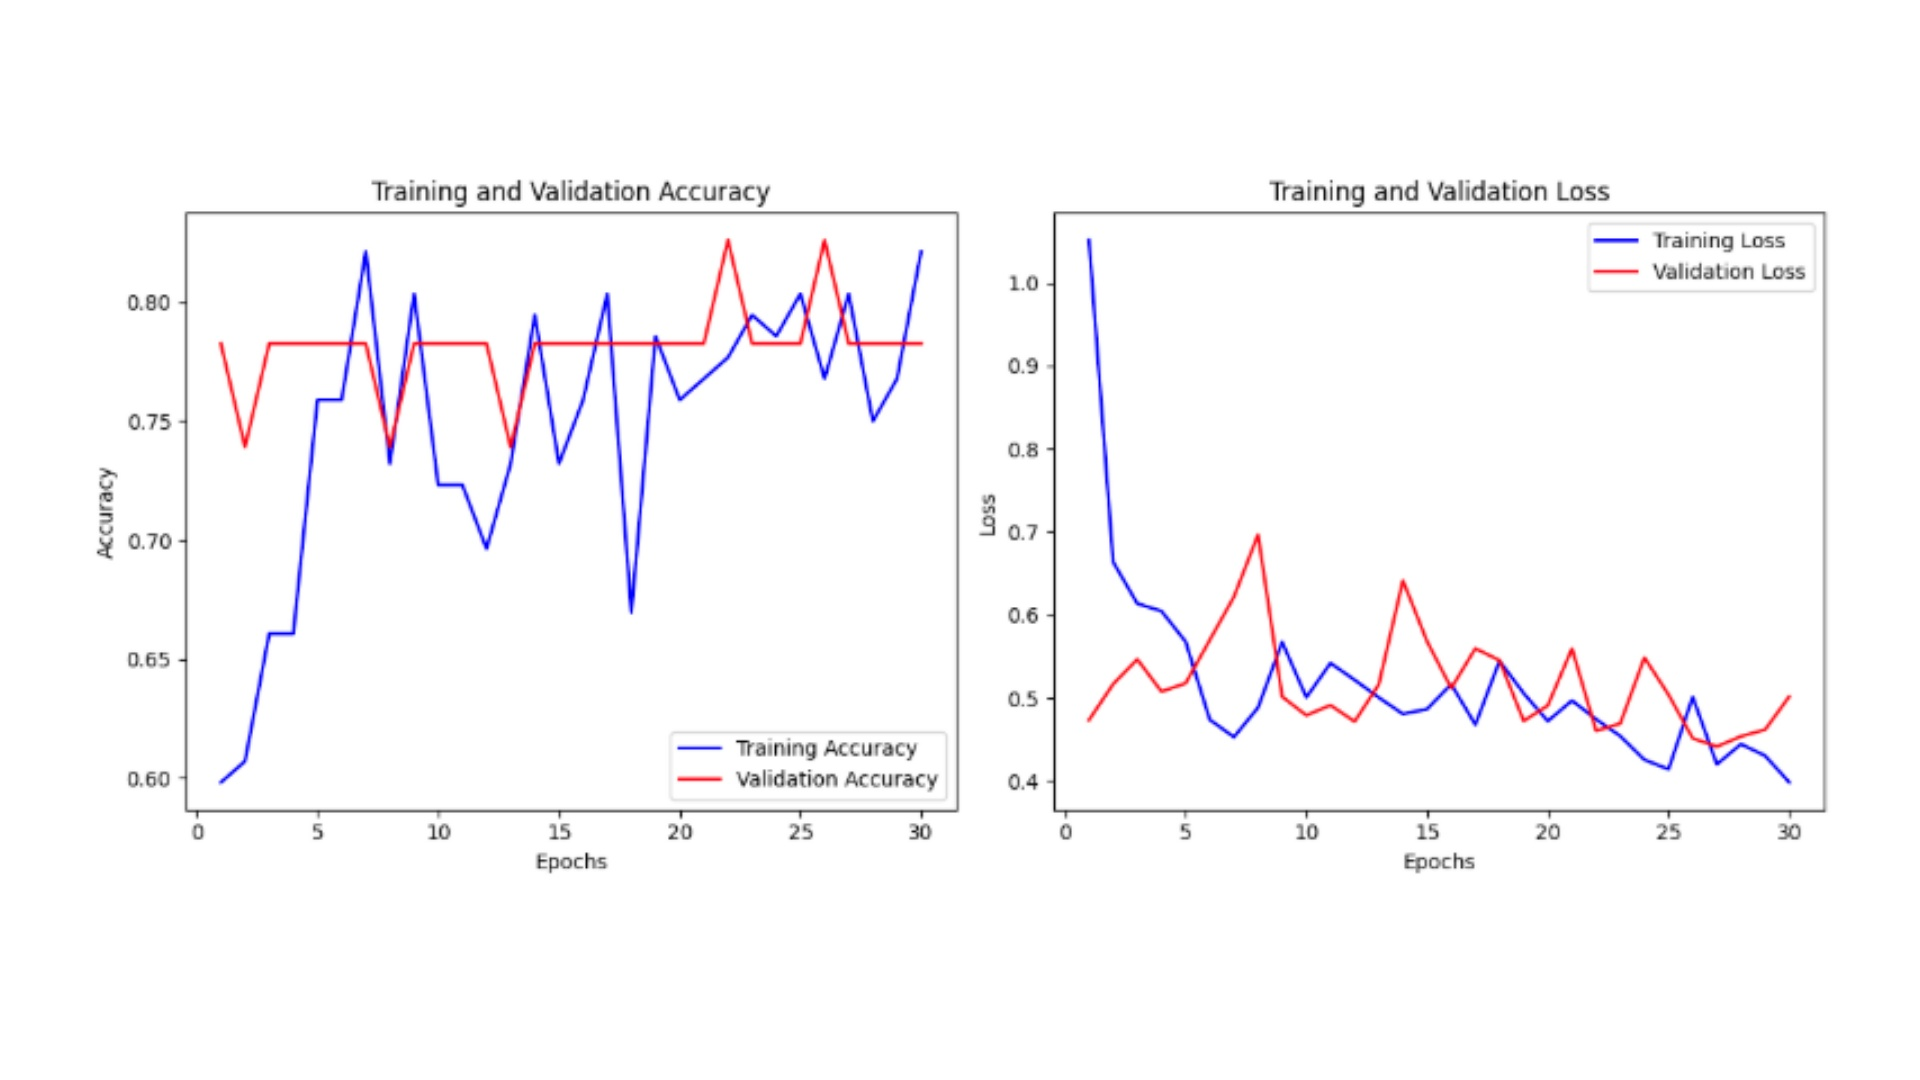 Training and Validation Accuracy
0.80
0.75
0.70
0.65
0.60
Accuracy
Training Accuracy
Validation Accuracy
0 5 10 15 20 25 30
Epochs
Training and Validation Loss
Training Loss
Validation Loss
1.0
0.9
0.8
0.7
0.6
0.5
0.4
Loss
0 5 10 15 20 25 30
Epochs